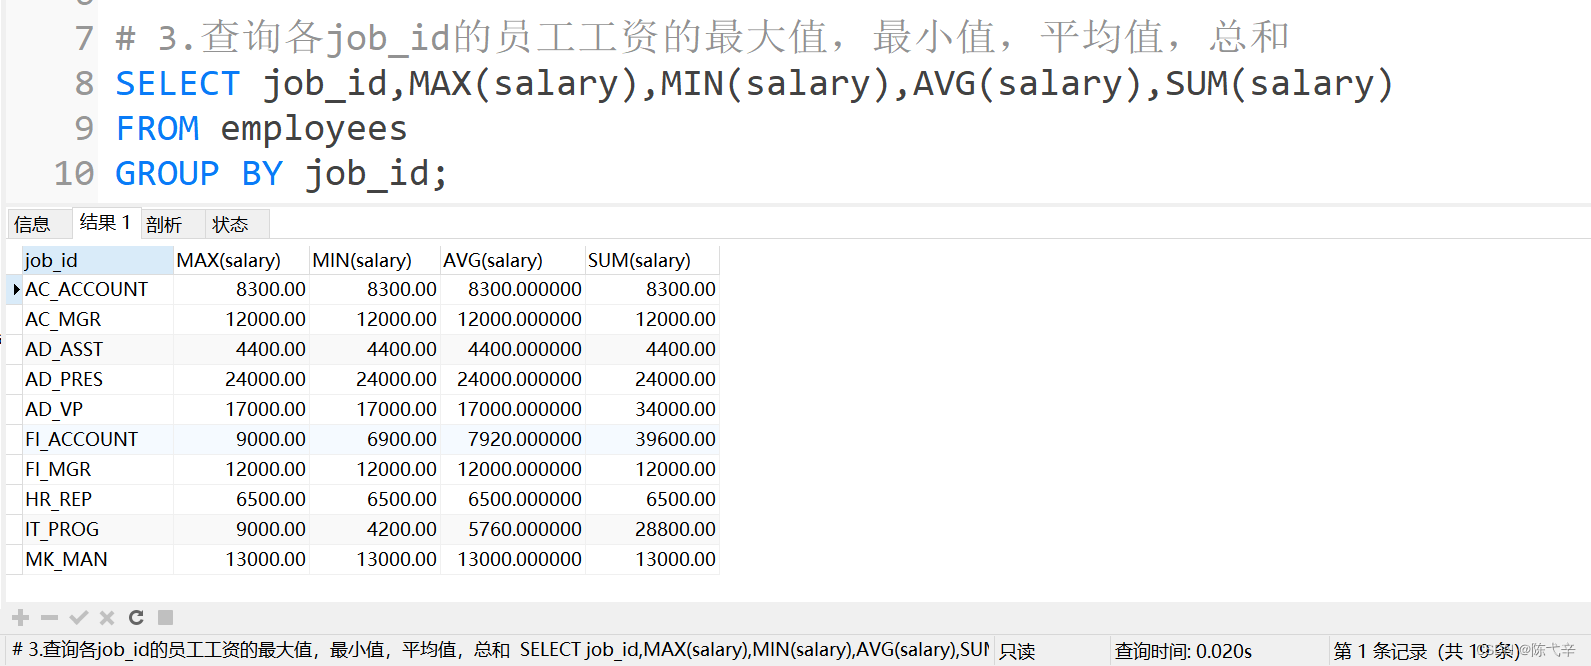 7 # 3.查询各job_id的员工工资的最大值，最小值，平均值，总和
8 SELECT job_id,MAX(salary),MIN(salary),AVG(salary),SUM(salary)
9 FROM employees
10 GROUP BY job_id;
信息 结果 1 剖析 状态
job_id MAX(salary) MIN(salary) AVG(salary) SUM(salary)
AC_ACCOUNT 8300.00 8300.00 8300.000000 8300.00
AC_MGR 12000.00 12000.00 12000.000000 12000.00
AD_ASST 4400.00 4400.00 4400.000000 4400.00
AD_PRES 24000.00 24000.00 24000.000000 24000.00
AD_VP 17000.00 17000.00 17000.000000 34000.00
FI_ACCOUNT 9000.00 6900.00 7920.000000 39600.00
FI_MGR 12000.00 12000.00 12000.000000 12000.00
HR_REP 6500.00 6500.00 6500.000000 6500.00
IT_PROG 9000.00 4200.00 5760.000000 28800.00
MK_MAN 13000.00 13000.00 13000.000000 13000.00
# 3.查询各job_id的员工工资的最大值，最小值，平均值，总和 SELECT job_id,MAX(salary),MIN(salary),AVG(salary),SUM 只读 查询时间: 0.020s 第 1 条记录（共 19 条）
CSDN @陈弋辛